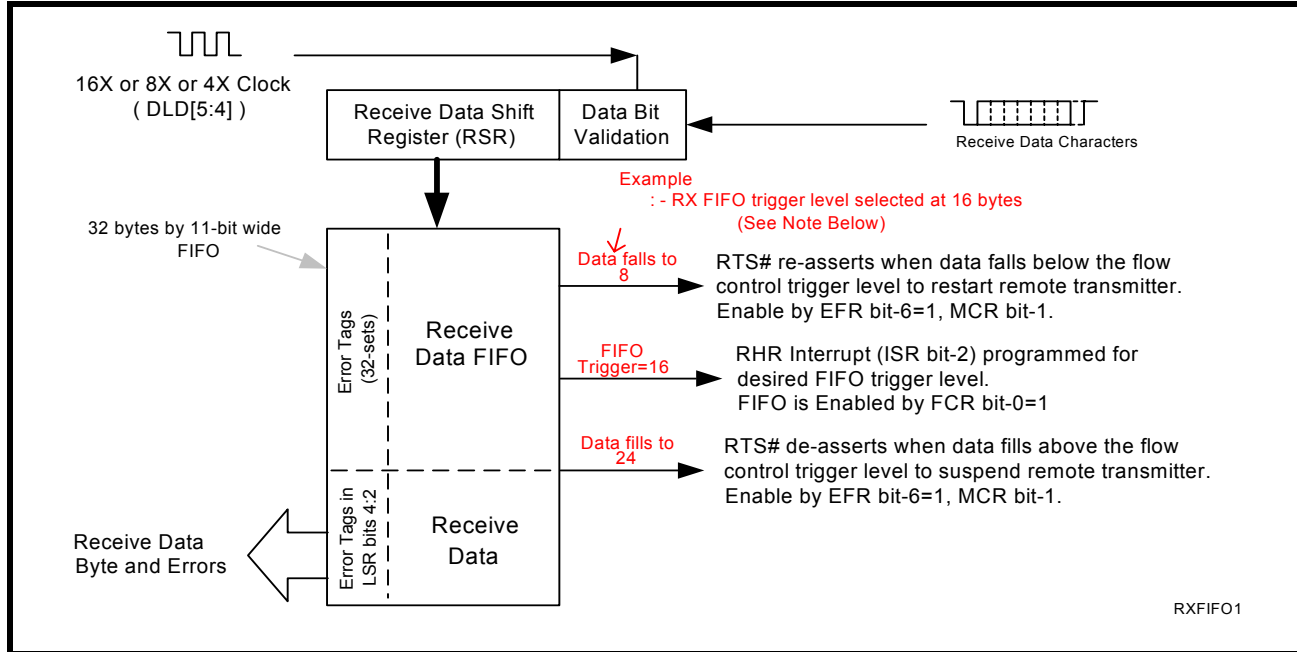 16X or 8X or 4X Clock
( DLD[5:4] )
Receive Data Shift
Register (RSR)
Data Bit
Validation
Receive Data Characters
Example
: - RX FIFO trigger level selected at 16 bytes
(See Note Below)
32 bytes by 11-bit wide
FIFO
Data falls to
8
RTS# re-asserts when data falls below the flow
control trigger level to restart remote transmitter.
Enable by EFR bit-6=1, MCR bit-1.
Error Tags
(32-sets)
Receive
Data FIFO
FIFO
Trigger=16
RHR Interrupt (ISR bit-2) programmed for
desired FIFO trigger level.
FIFO is Enabled by FCR bit-0=1
Data fills to
24
RTS# de-asserts when data fills above the flow
control trigger level to suspend remote transmitter.
Enable by EFR bit-6=1, MCR bit-1.
Error Tags in
LSR bits 4:2
Receive
Data
Receive Data
Byte and Errors
RXFIFO1